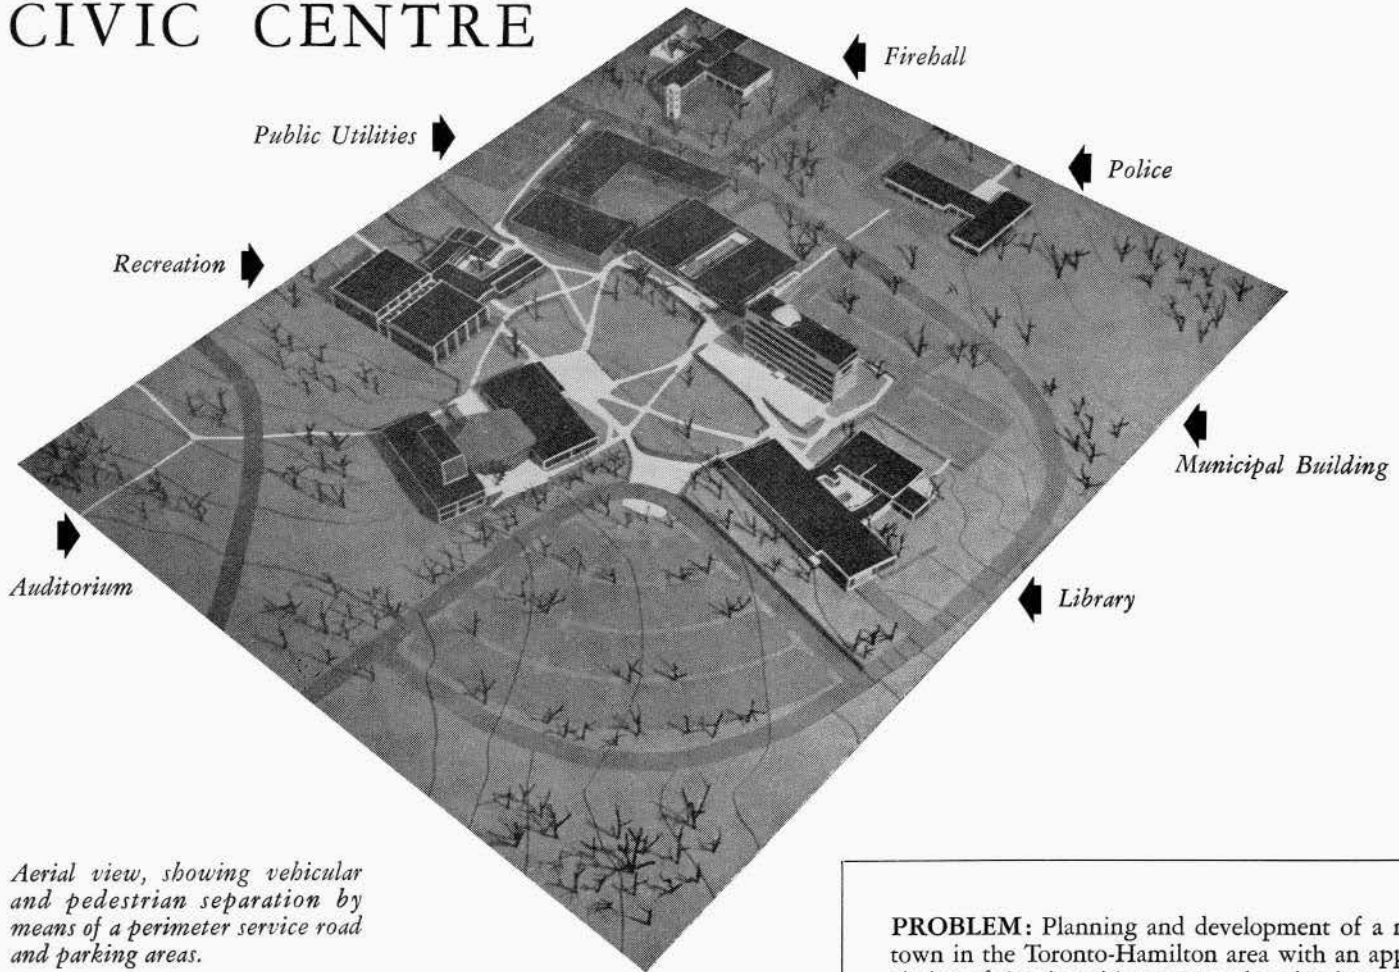 CIVIC CENTRE
Firehall
Public Utilities
Police
Recreation
Municipal Building
Auditorium
Library
Aerial view, showing vehicular
and pedestrian separation by
means of a perimeter service road
and parking areas.
PROBLEM: Planning and development of a
town in the Toronto-Hamilton area with an